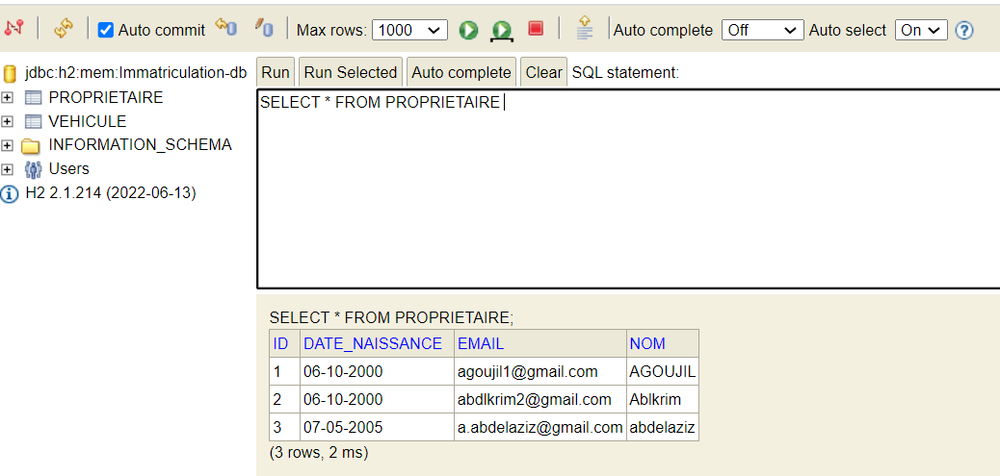 Auto commit Max rows: 1000 Auto complete Off Auto select On ?
jdbc:h2:mem:Immatriculation-db
PROPRIETAIRE
VEHICULE
INFORMATION_SCHEMA
Users
H2 2.1.214 (2022-06-13)
Run Run Selected Auto complete Clear SQL statement:
SELECT * FROM PROPRIETAIRE
SELECT * FROM PROPRIETAIRE;
ID DATE_NAISSANCE EMAIL NOM
1 06-10-2000 agoujil1@gmail.com AGOUJIL
2 06-10-2000 abdlkrim2@gmail.com Ablkrim
3 07-05-2005 a.abdelaziz@gmail.com abdelaziz
(3 rows, 2 ms)